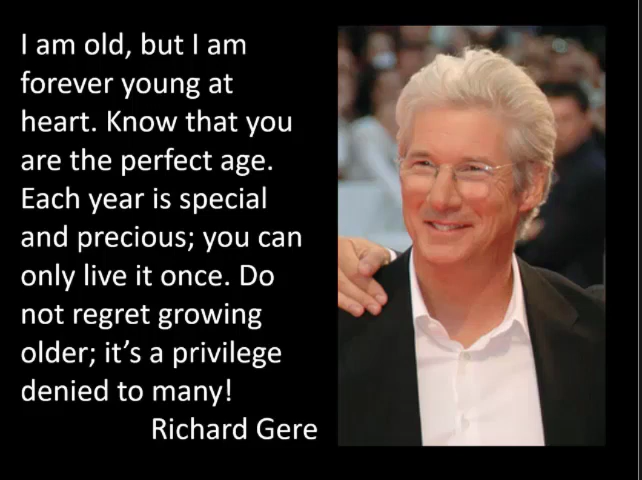 I am old, but I am
forever young at
heart. Know that you
are the perfect age.
Each year is special
and precious; you can
only live it once. Do
not regret growing
older; it’s a privilege
denied to many!
Richard Gere